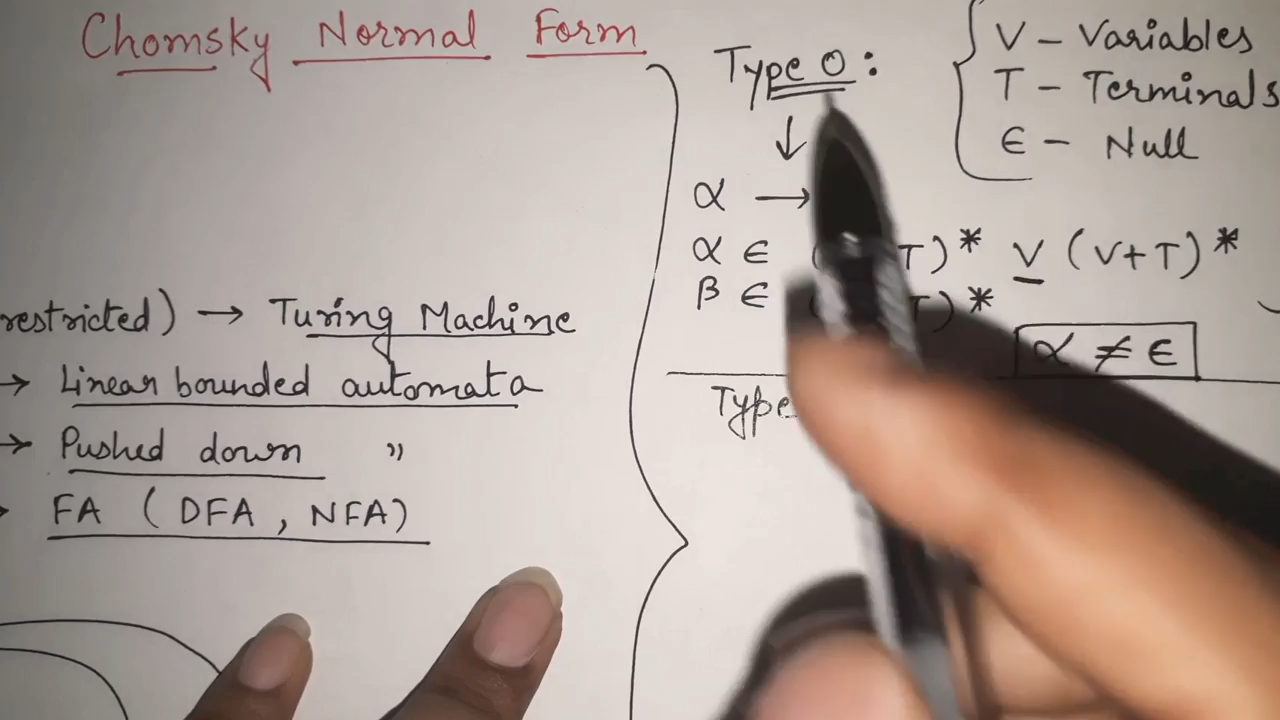 Chomsky Normal Form
restricted) → Turing Machine
→ Linear bounded automata
→ Pushed down "
FA ( DFA , NFA)
Type 0 :
↓
α →
α ∈ ( T)* V (V+T)*
β ∈ T)*
α ≠ ∈
Type
V - Variables
T - Terminals
∈ - Null